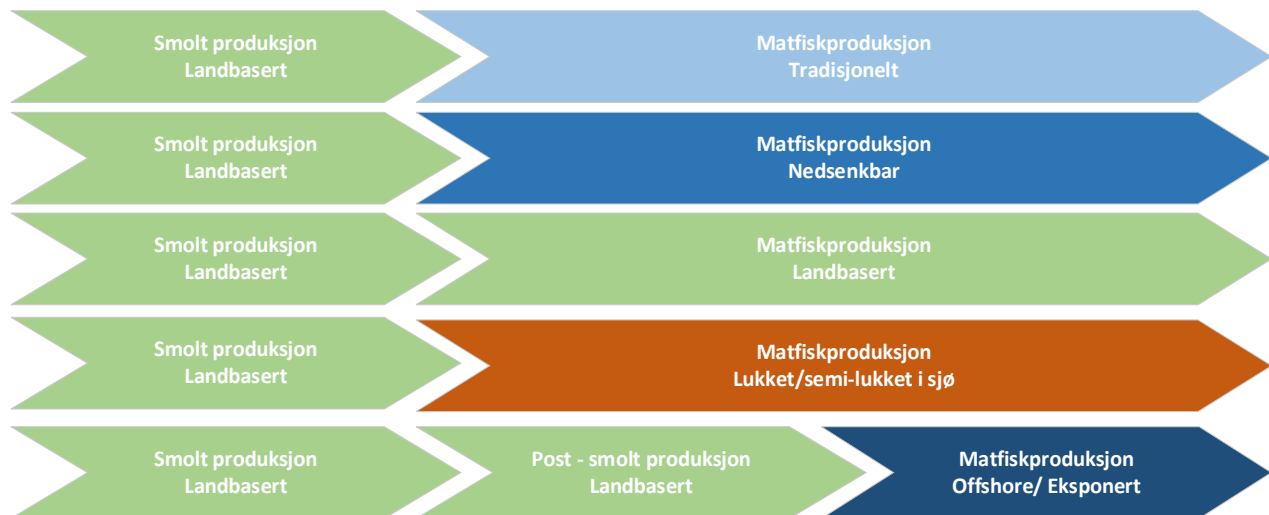 Smolt produksjon
Landbasert
Matfiskproduksjon
Tradisjonelt
Smolt produksjon
Landbasert
Matfiskproduksjon
Nedsenkbar
Smolt produksjon
Landbasert
Matfiskproduksjon
Landbasert
Smolt produksjon
Landbasert
Matfiskproduksjon
Lukket/semi-lukket i sjø
Smolt produksjon
Landbasert
Post - smolt produksjon
Landbasert
Matfiskproduksjon
Offshore/ Eksponert